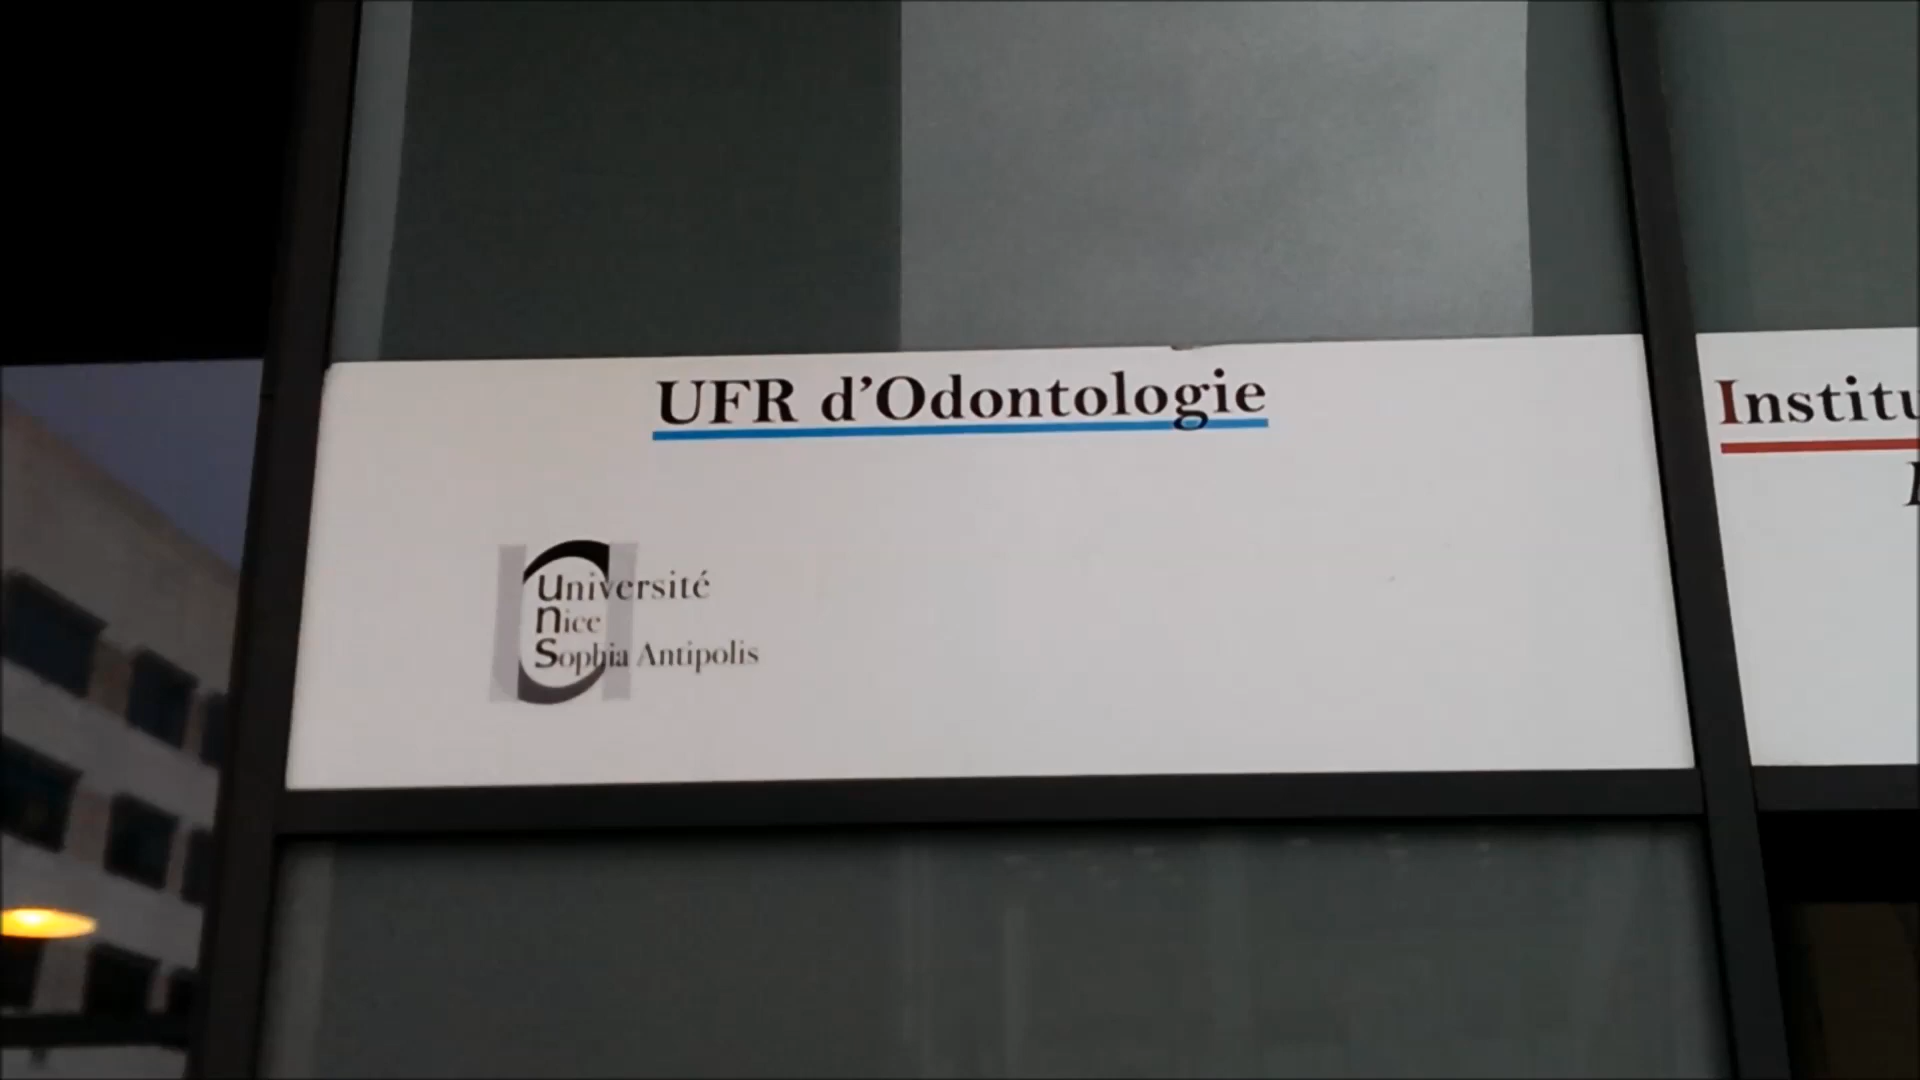 UFR d'Odontologie
Université
Nice
Sophia Antipolis
Institu